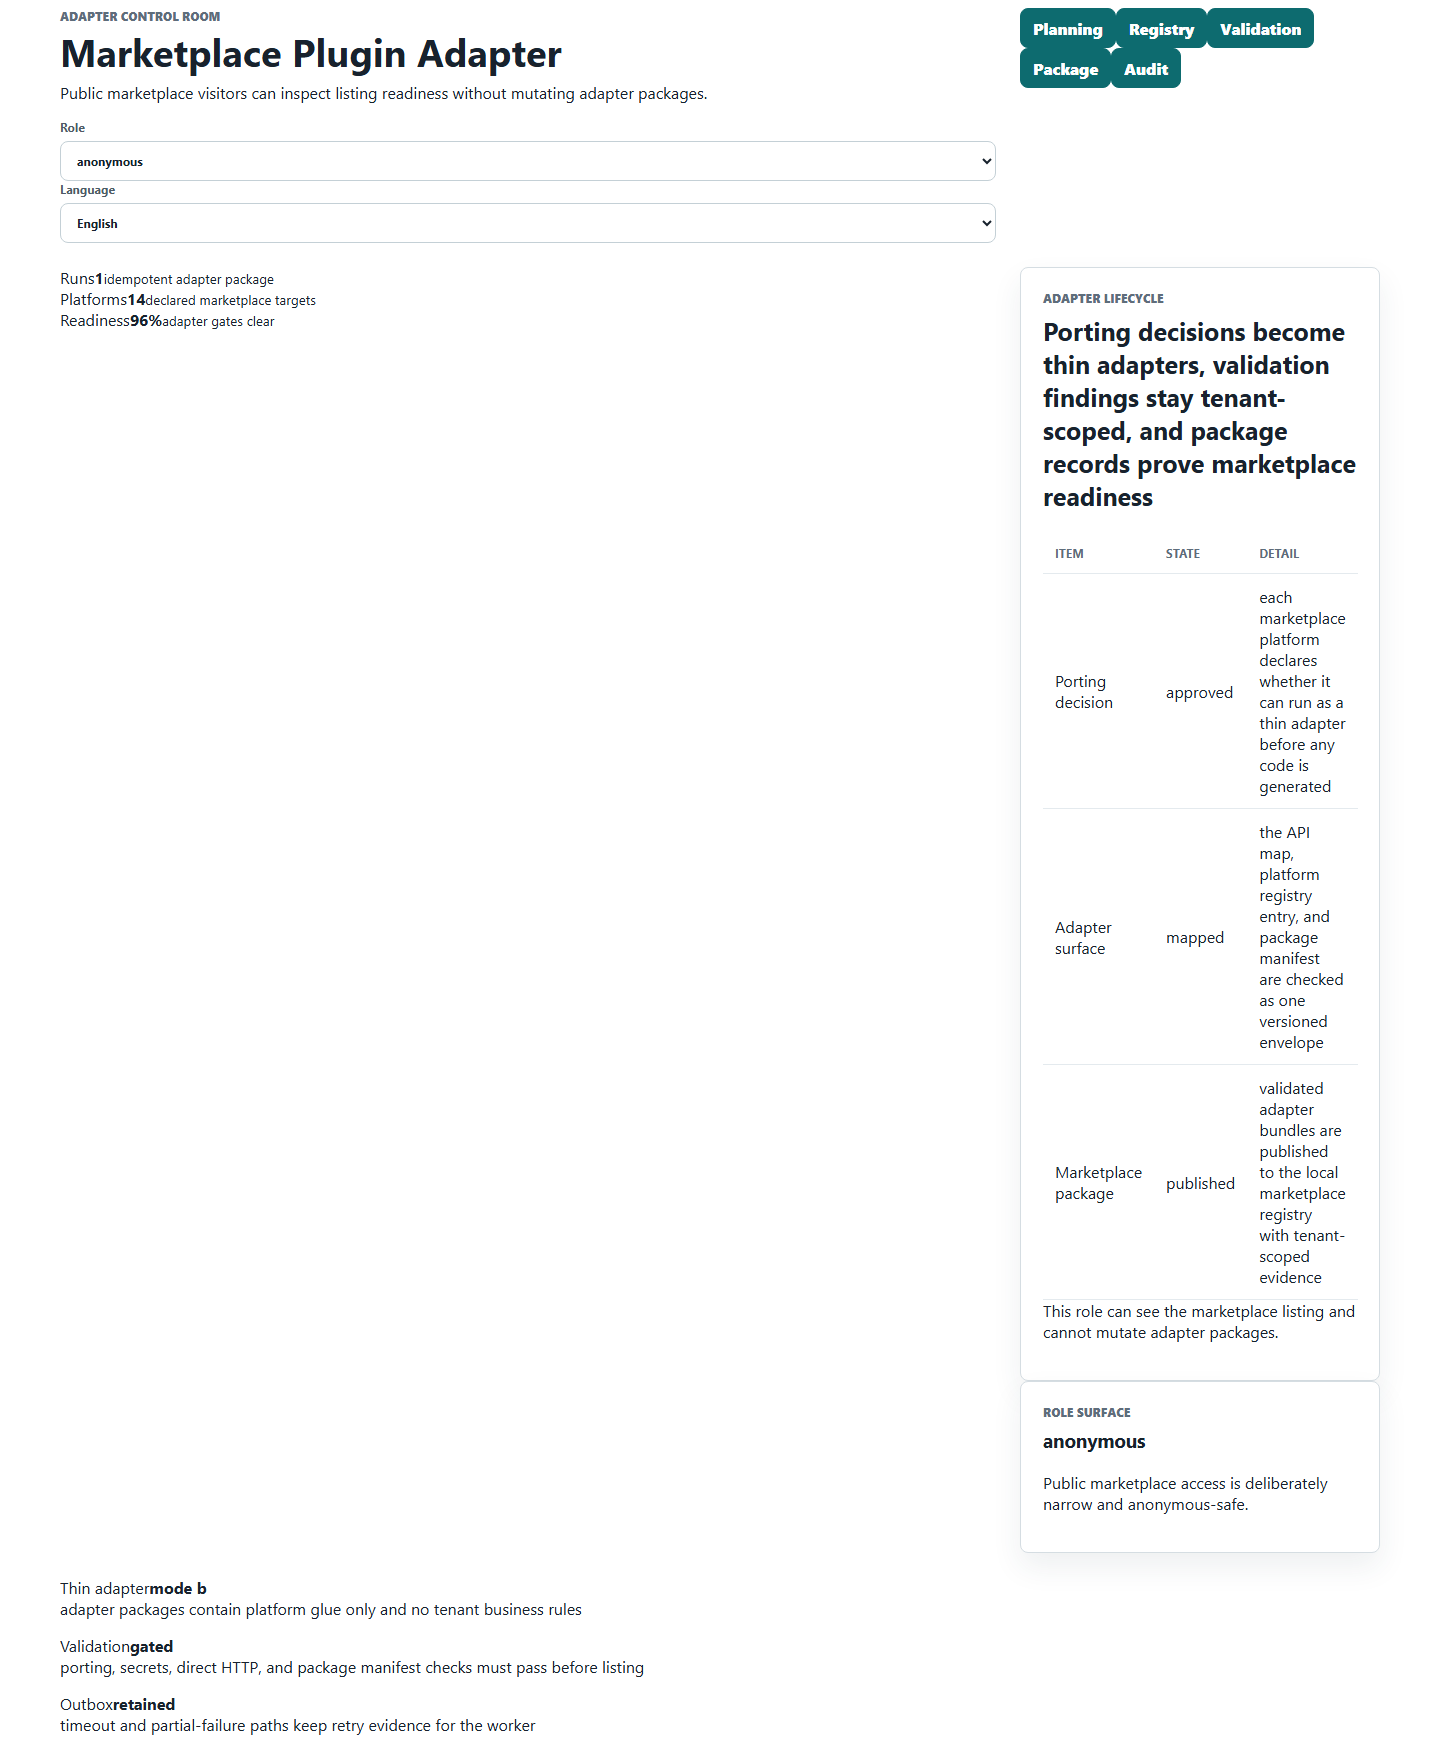 ADAPTER CONTROL ROOM
Marketplace Plugin Adapter
Public marketplace visitors can inspect listing readiness without mutating adapter packages.
Role
anonymous
Language
English
Planning
Registry
Validation
Package
Audit
Runs1idempotent adapter package
Platforms14declared marketplace targets
Readiness96%adapter gates clear
ADAPTER LIFECYCLE
Porting decisions become
thin adapters, validation
findings stay tenant-
scoped, and package
records prove marketplace
readiness
ITEM STATE DETAIL
Porting
decision
approved
each
marketplace
platform
declares
whether it
can run as a
thin adapter
before any
code is
generated
Adapter
surface
mapped
the API
map,
platform
registry
entry, and
package
manifest
are checked
as one
versioned
envelope
Marketplace
package
published
validated
adapter
bundles are
published
to the local
marketplace
registry
with tenant-
scoped
evidence
This role can see the marketplace listing and
cannot mutate adapter packages.
ROLE SURFACE
anonymous
Public marketplace access is deliberately
narrow and anonymous-safe.
Thin adaptermode b
adapter packages contain platform glue only and no tenant business rules
Validationgated
porting, secrets, direct HTTP, and package manifest checks must pass before listing
Outboxretained
timeout and partial-failure paths keep retry evidence for the worker